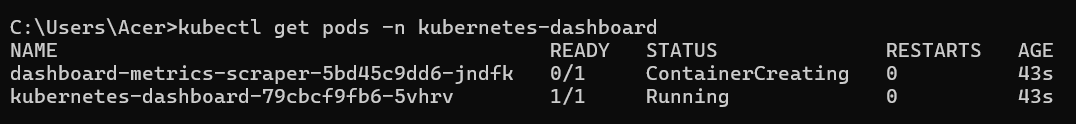 C:\Users\Acer>kubectl get pods -n kubernetes-dashboard
NAME READY STATUS RESTARTS AGE
dashboard-metrics-scraper-5bd45c9dd6-jndfk 0/1 ContainerCreating 0 43s
kubernetes-dashboard-79cbcf9fb6-5vhrv 1/1 Running 0 43s